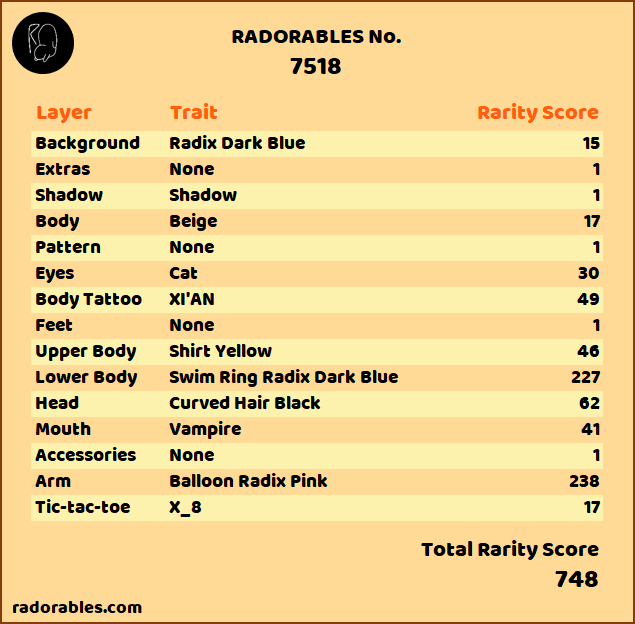 RADORABLES No.
7518
Layer Trait Rarity Score
Background Radix Dark Blue 15
Extras None 1
Shadow Shadow 1
Body Beige 17
Pattern None 1
Eyes Cat 30
Body Tattoo XI'AN 49
Feet None 1
Upper Body Shirt Yellow 46
Lower Body Swim Ring Radix Dark Blue 227
Head Curved Hair Black 62
Mouth Vampire 41
Accessories None 1
Arm Balloon Radix Pink 238
Tic-tac-toe X_8 17
Total Rarity Score
748
radorables.com